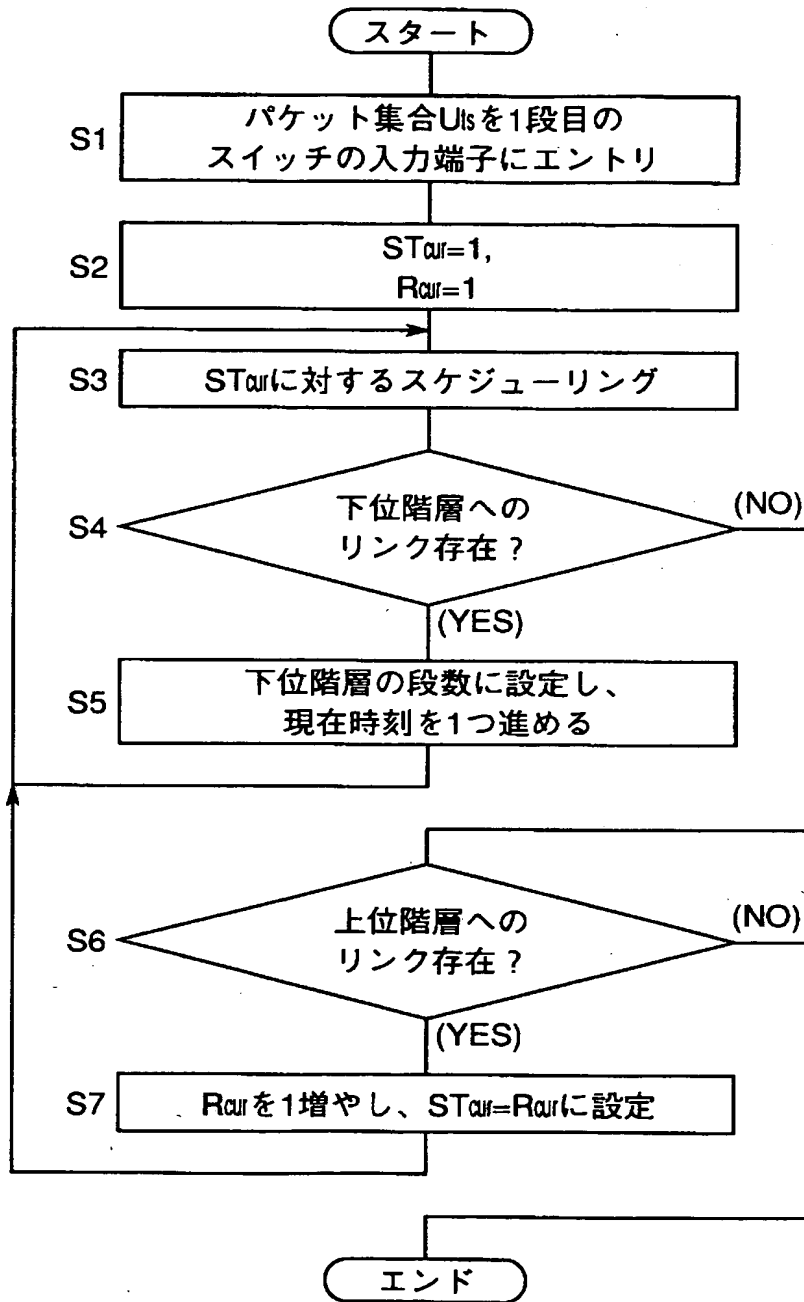 スタート
S1
パケット集合Utsを1段目の
スイッチの入力端子にエントリ
S2
STcur=1,
Rcur=1
S3
STcurに対するスケジューリング
S4
下位階層への
リンク存在？
(NO)
(YES)
S5
下位階層の段数に設定し、
現在時刻を1つ進める
S6
上位階層への
リンク存在？
(NO)
(YES)
S7
Rcurを1増やし、STcur=Rcurに設定
エンド